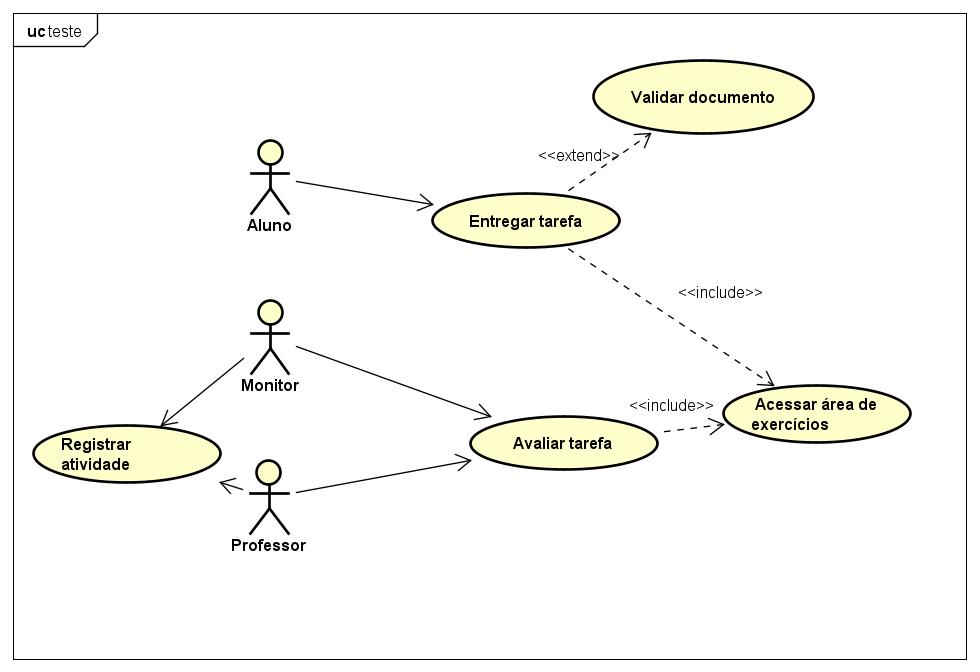 uc teste
Validar documento
<<extend>>
Aluno
Entregar tarefa
<<include>>
Monitor
<<include>>
Acessar área de
exercícios
Registrar
atividade
Avaliar tarefa
Professor